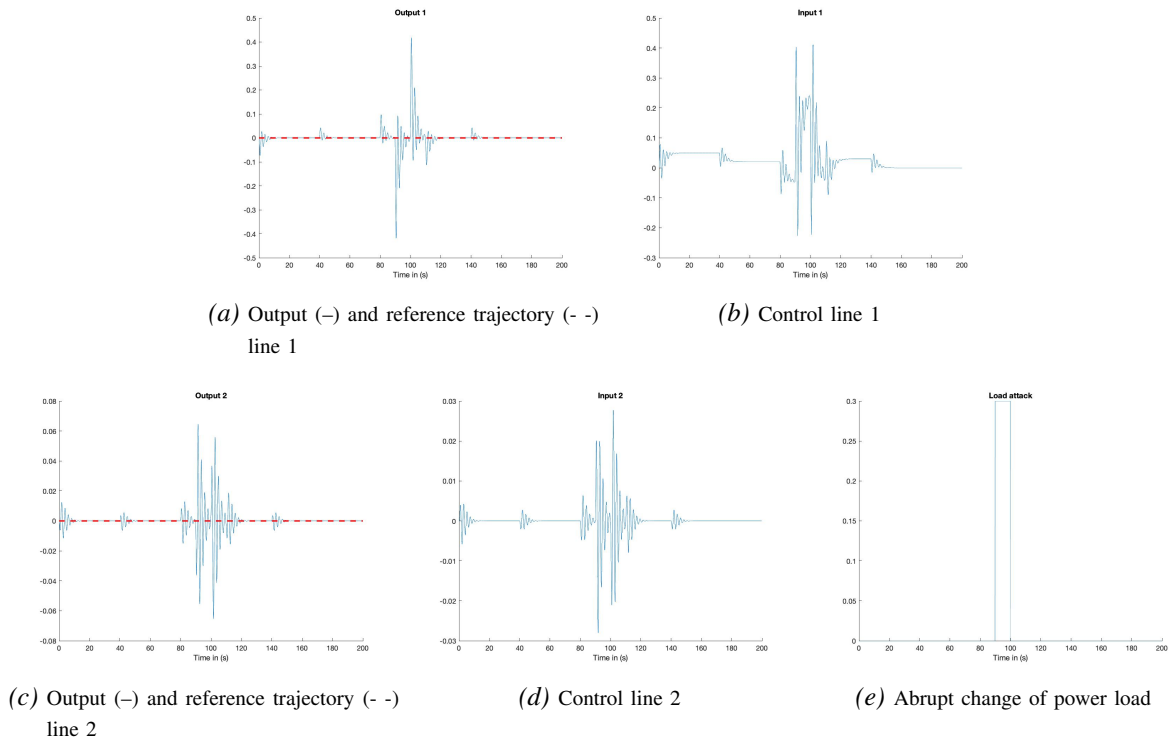 Output 1
0.5
0.4
0.3
0.2
0.1
0
-0.1
-0.2
-0.3
-0.4
-0.5
0 20 40 60 80 100 120 140 160 180 200
Time in (s)
(a) Output (–) and reference trajectory (- -)
line 1
Input 1
0.5
0.4
0.3
0.2
0.1
0
-0.1
-0.2
-0.3
0 20 40 60 80 100 120 140 160 180 200
Time in (s)
(b) Control line 1
Output 2
0.08
0.06
0.04
0.02
0
-0.02
-0.04
-0.06
-0.08
0 20 40 60 80 100 120 140 160 180 200
Time in (s)
(c) Output (–) and reference trajectory (- -)
line 2
Input 2
0.03
0.02
0.01
0
-0.01
-0.02
-0.03
0 20 40 60 80 100 120 140 160 180 200
Time in (s)
(d) Control line 2
Load attack
0.3
0.25
0.2
0.15
0.1
0.05
0
0 20 40 60 80 100 120 140 160 180 200
Time in (s)
(e) Abrupt change of power load